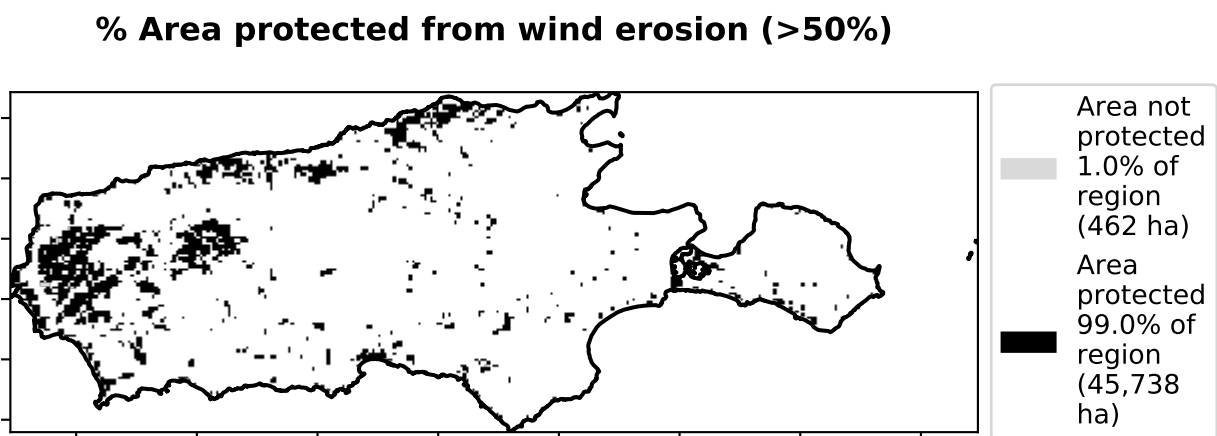 % Area protected from wind erosion (>50%)
Area not
protected
1.0% of
region
(462 ha)
Area
protected
99.0% of
region
(45,738
ha)